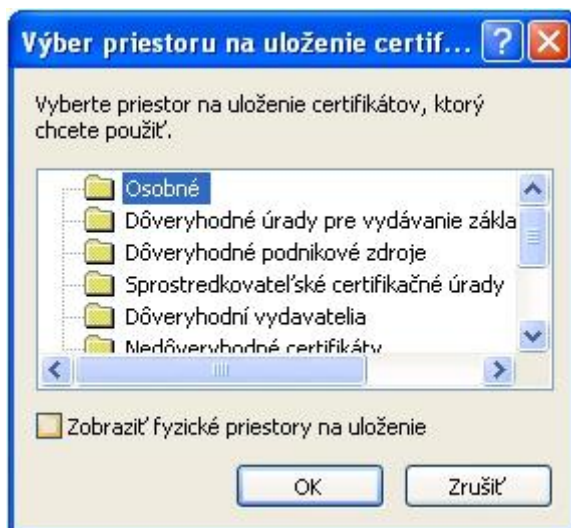 Výber priestoru na uloženie certif...
Vyberte priestor na uloženie certifikátov, ktorý
chcete použiť.
Osobné
Dôveryhodné úrady pre vydávanie zákla
Dôveryhodné podnikové zdroje
Sprostredkovateľské certifikačné úrady
Dôveryhodní vydavatelia
Nedôveryhodné certifikáty
Zobraziť fyzické priestory na uloženie
OK Zrušiť